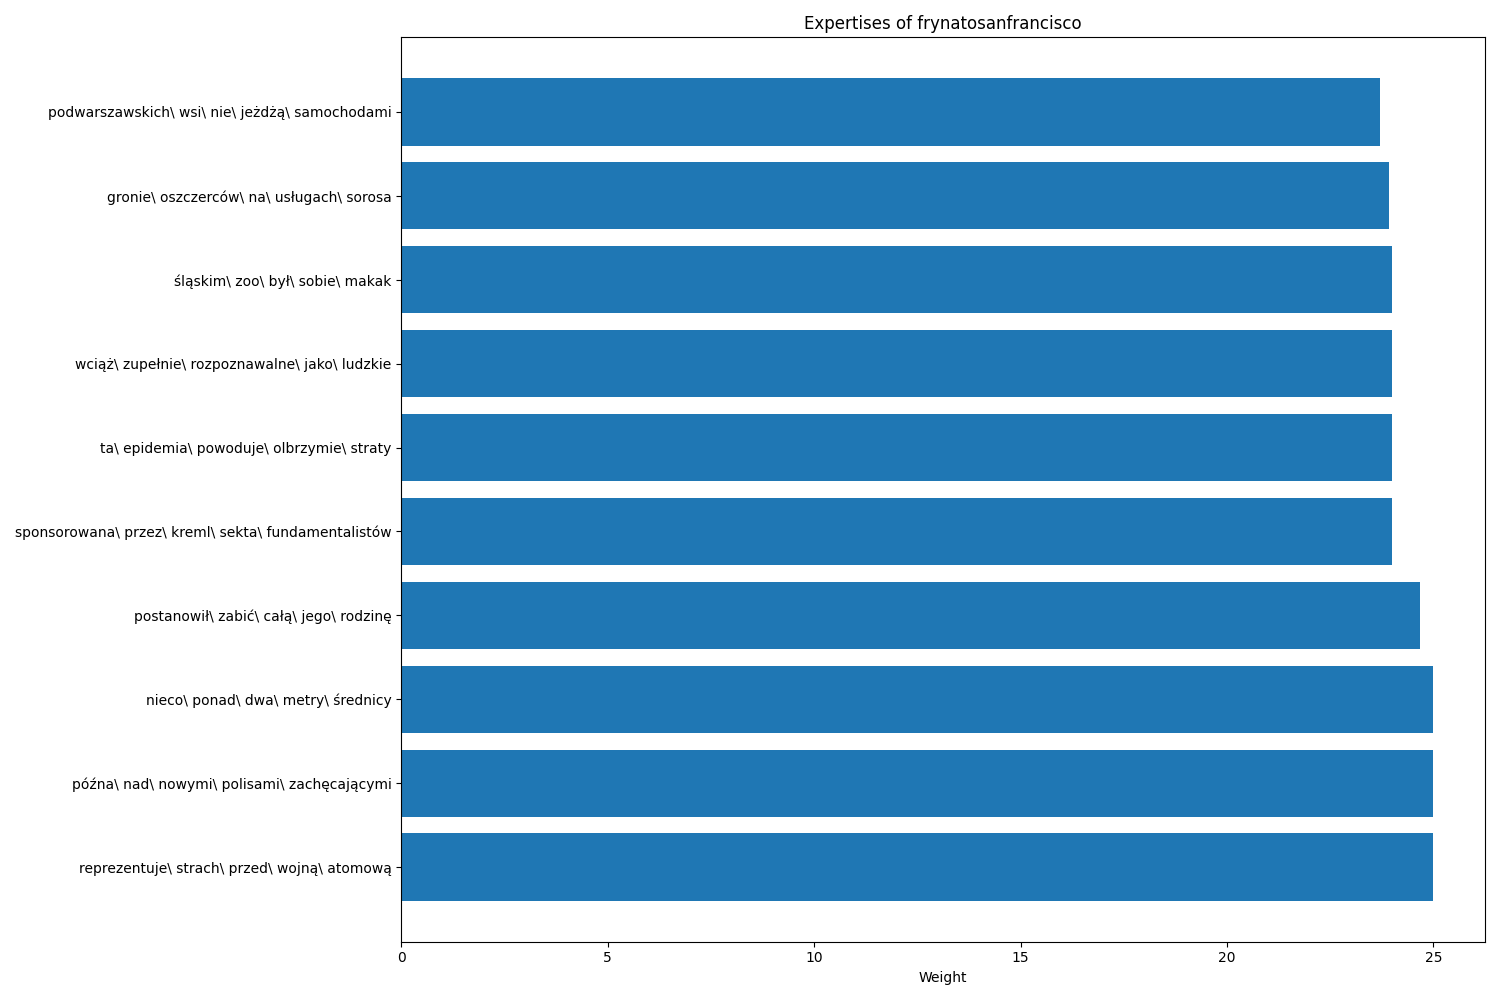 Expertises of frynatosanfrancisco
podwarszawskich\ wsi\ nie\ jeżdżą\ samochodami
gronie\ oszczerców\ na\ usługach\ sorosa
śląskim\ zoo\ był\ sobie\ makak
wciąż\ zupełnie\ rozpoznawalne\ jako\ ludzkie
ta\ epidemia\ powoduje\ olbrzymie\ straty
sponsorowana\ przez\ kreml\ sekta\ fundamentalistów
postanowił\ zabić\ całą\ jego\ rodzinę
nieco\ ponad\ dwa\ metry\ średnicy
późna\ nad\ nowymi\ polisami\ zachęcającymi
reprezentuje\ strach\ przed\ wojną\ atomową
0 5 10 15 20 25
Weight